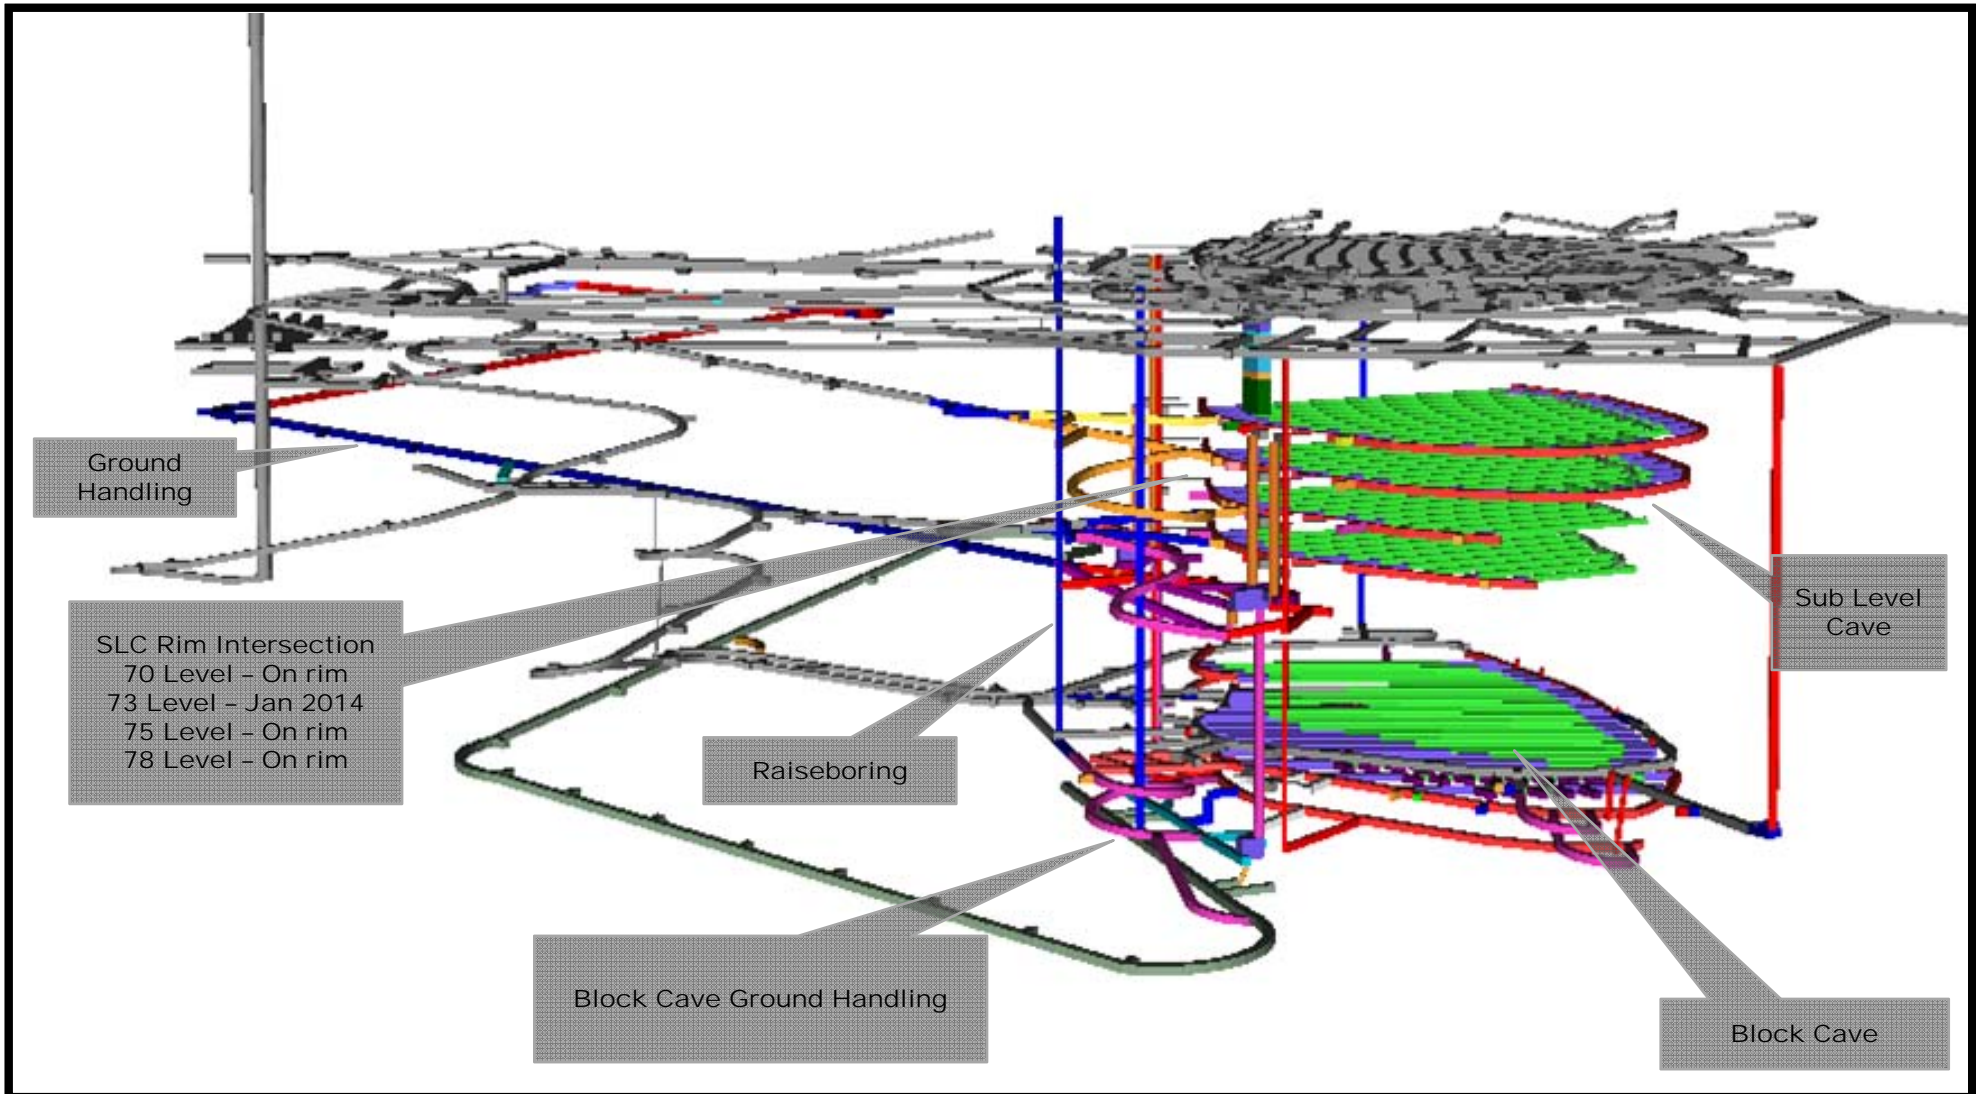 Ground
Handling
SLC Rim Intersection
70 Level – On rim
73 Level – Jan 2014
75 Level – On rim
78 Level – On rim
Sub Level
Cave
Raiseboring
Block Cave Ground Handling
Block Cave